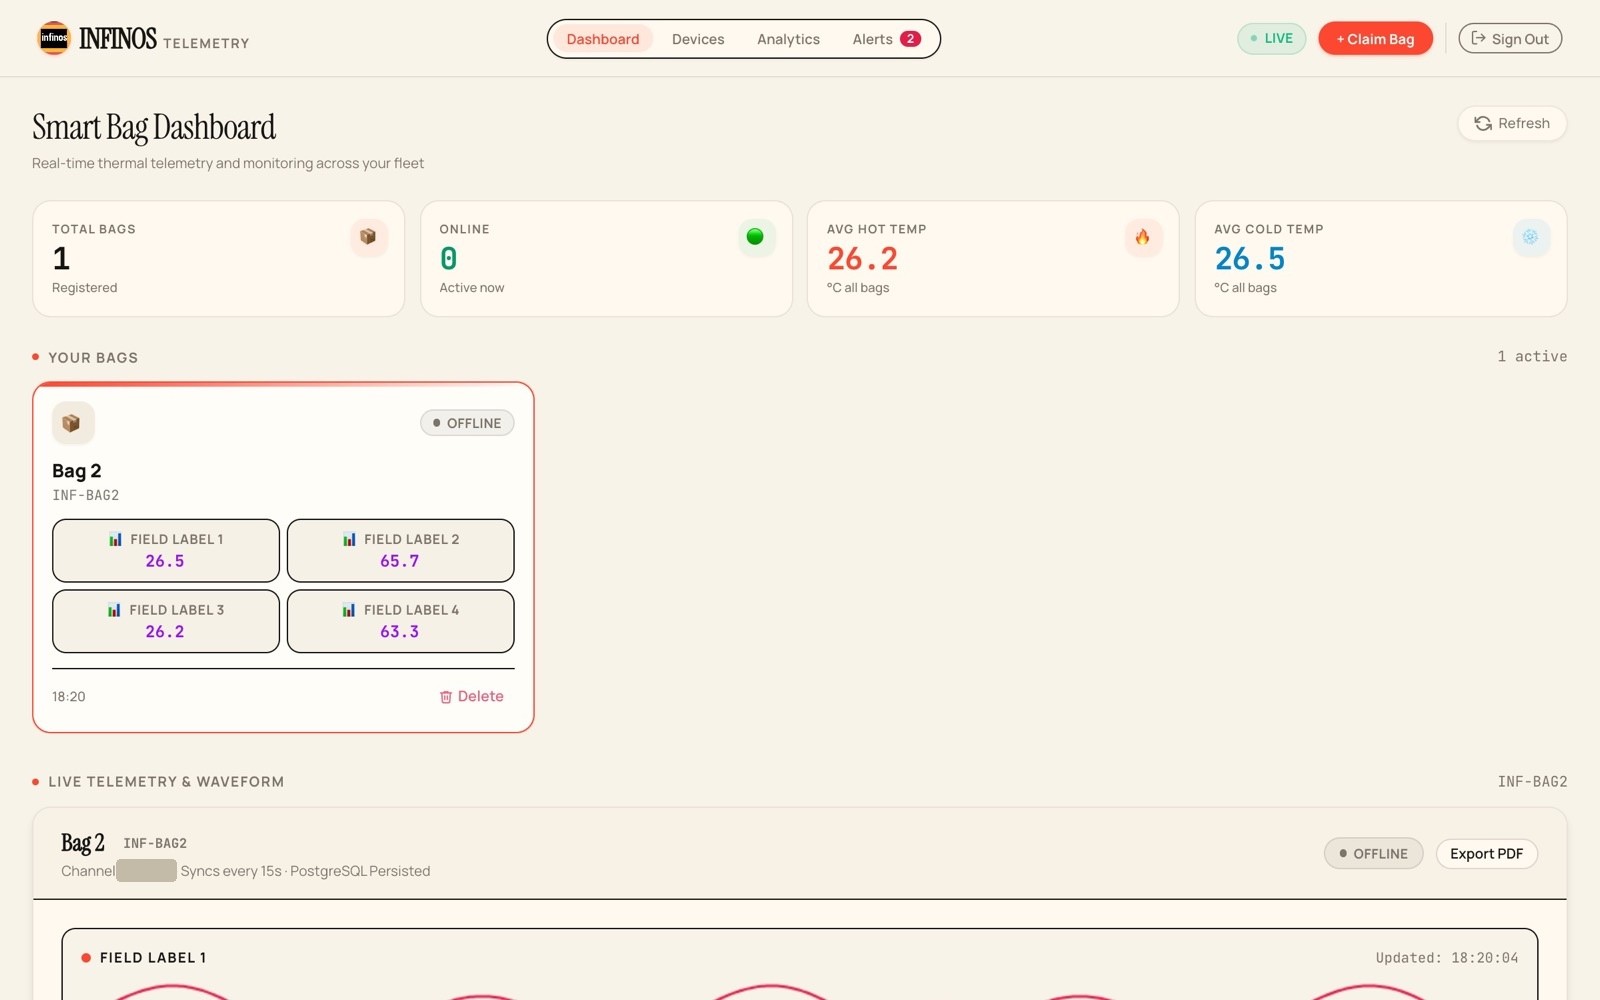 infinos INFINOS TELEMETRY
Dashboard Devices Analytics Alerts 2
LIVE + Claim Bag Sign Out
Smart Bag Dashboard
Refresh
Real-time thermal telemetry and monitoring across your fleet
TOTAL BAGS
1
Registered
ONLINE
0
Active now
AVG HOT TEMP
26.2
°C all bags
AVG COLD TEMP
26.5
°C all bags
YOUR BAGS
1 active
OFFLINE
Bag 2
INF-BAG2
FIELD LABEL 1
26.5
FIELD LABEL 2
65.7
FIELD LABEL 3
26.2
FIELD LABEL 4
63.3
18:20
Delete
LIVE TELEMETRY & WAVEFORM
INF-BAG2
Bag 2 INF-BAG2
Channel Syncs every 15s · PostgreSQL Persisted
OFFLINE
Export PDF
FIELD LABEL 1
Updated: 18:20:04